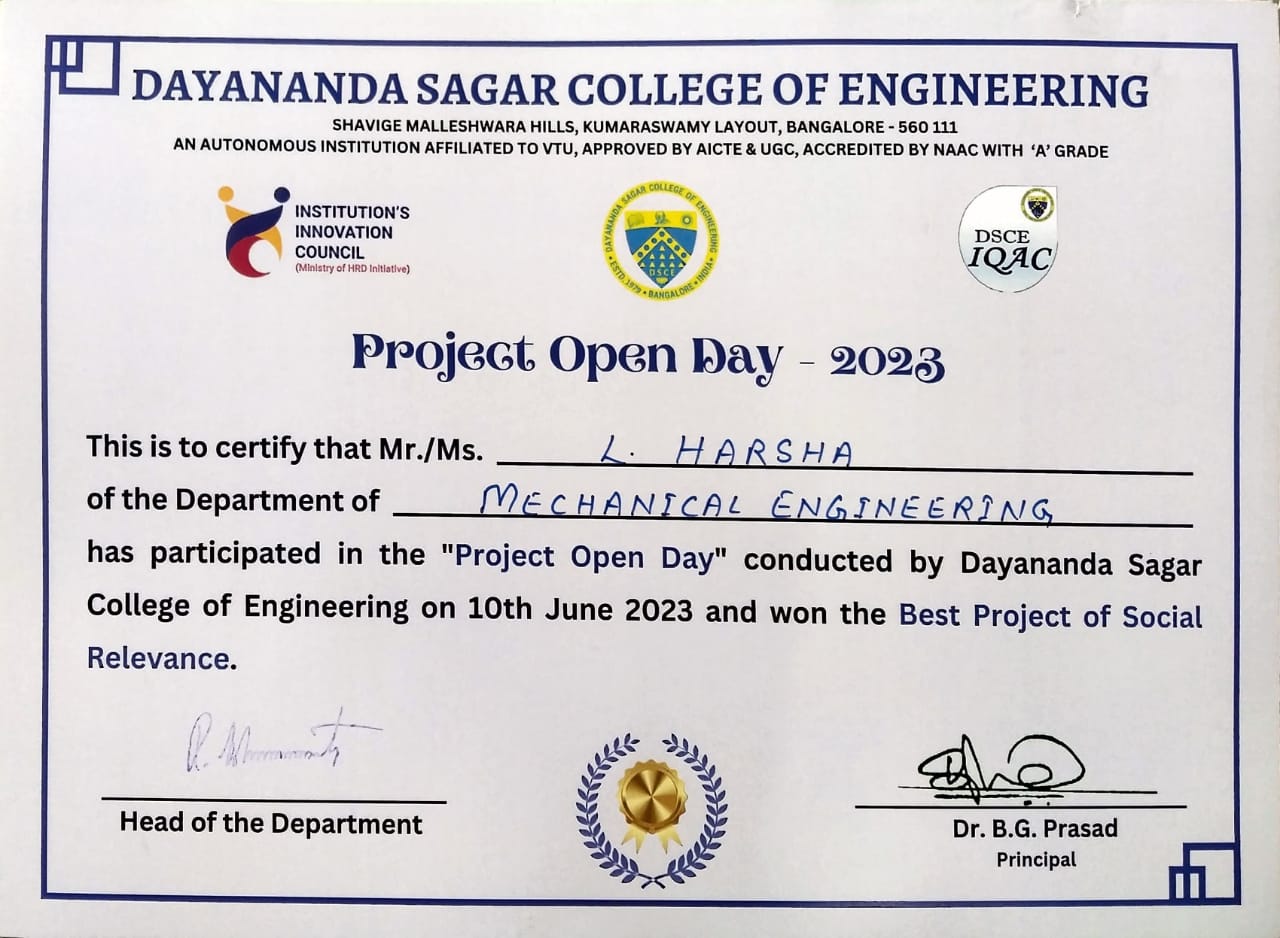 DAYANANDA SAGAR COLLEGE OF ENGINEERING
SHAVIGE MALLESHWARA HILLS, KUMARASWAMY LAYOUT, BANGALORE - 560 111
AN AUTONOMOUS INSTITUTION AFFILIATED TO VTU, APPROVED BY AICTE & UGC, ACCREDITED BY NAAC WITH ‘A’ GRADE
INSTITUTION'S
INNOVATION
COUNCIL
(Ministry of HRD Initiative)
DAYANANDA SAGAR COLLEGE OF ENGINEERING
DSCE
ESTD. 1979 • BANGALORE • INDIA
DSCE
IQAC
Project Open Day - 2023
This is to certify that Mr./Ms. L. HARSHA
of the Department of MECHANICAL ENGINEERING
has participated in the "Project Open Day" conducted by Dayananda Sagar
College of Engineering on 10th June 2023 and won the Best Project of Social
Relevance.
Head of the Department
Dr. B.G. Prasad
Principal